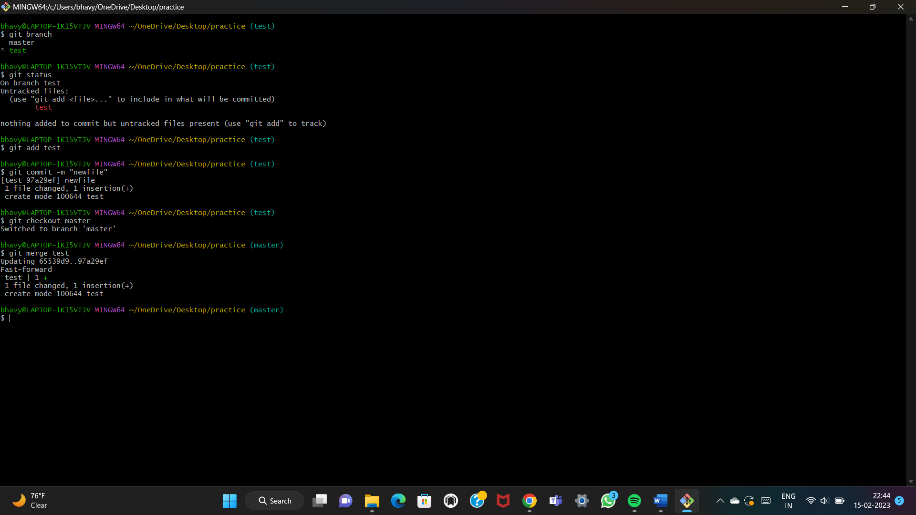 MINGW64:/c/Users/bhavy/OneDrive/Desktop/practice
bhavy@LAPTOP-1K15VTJV MINGW64 ~/OneDrive/Desktop/practice (test)
$ git branch
  master
* test
bhavy@LAPTOP-1K15VTJV MINGW64 ~/OneDrive/Desktop/practice (test)
$ git status
On branch test
Untracked files:
  (use "git add <file>..." to include in what will be committed)
        test
nothing added to commit but untracked files present (use "git add" to track)
bhavy@LAPTOP-1K15VTJV MINGW64 ~/OneDrive/Desktop/practice (test)
$ git add test
bhavy@LAPTOP-1K15VTJV MINGW64 ~/OneDrive/Desktop/practice (test)
$ git commit -m "newfile"
[test 97a29ef] newfile
 1 file changed, 1 insertion(+)
 create mode 100644 test
bhavy@LAPTOP-1K15VTJV MINGW64 ~/OneDrive/Desktop/practice (test)
$ git checkout master
Switched to branch 'master'
bhavy@LAPTOP-1K15VTJV MINGW64 ~/OneDrive/Desktop/practice (master)
$ git merge test
Updating 65539d9..97a29ef
Fast-forward
 test | 1 +
 1 file changed, 1 insertion(+)
 create mode 100644 test
bhavy@LAPTOP-1K15VTJV MINGW64 ~/OneDrive/Desktop/practice (master)
$
76°F
Clear
Search
3
ENG
IN
22:44
15-02-2023
5